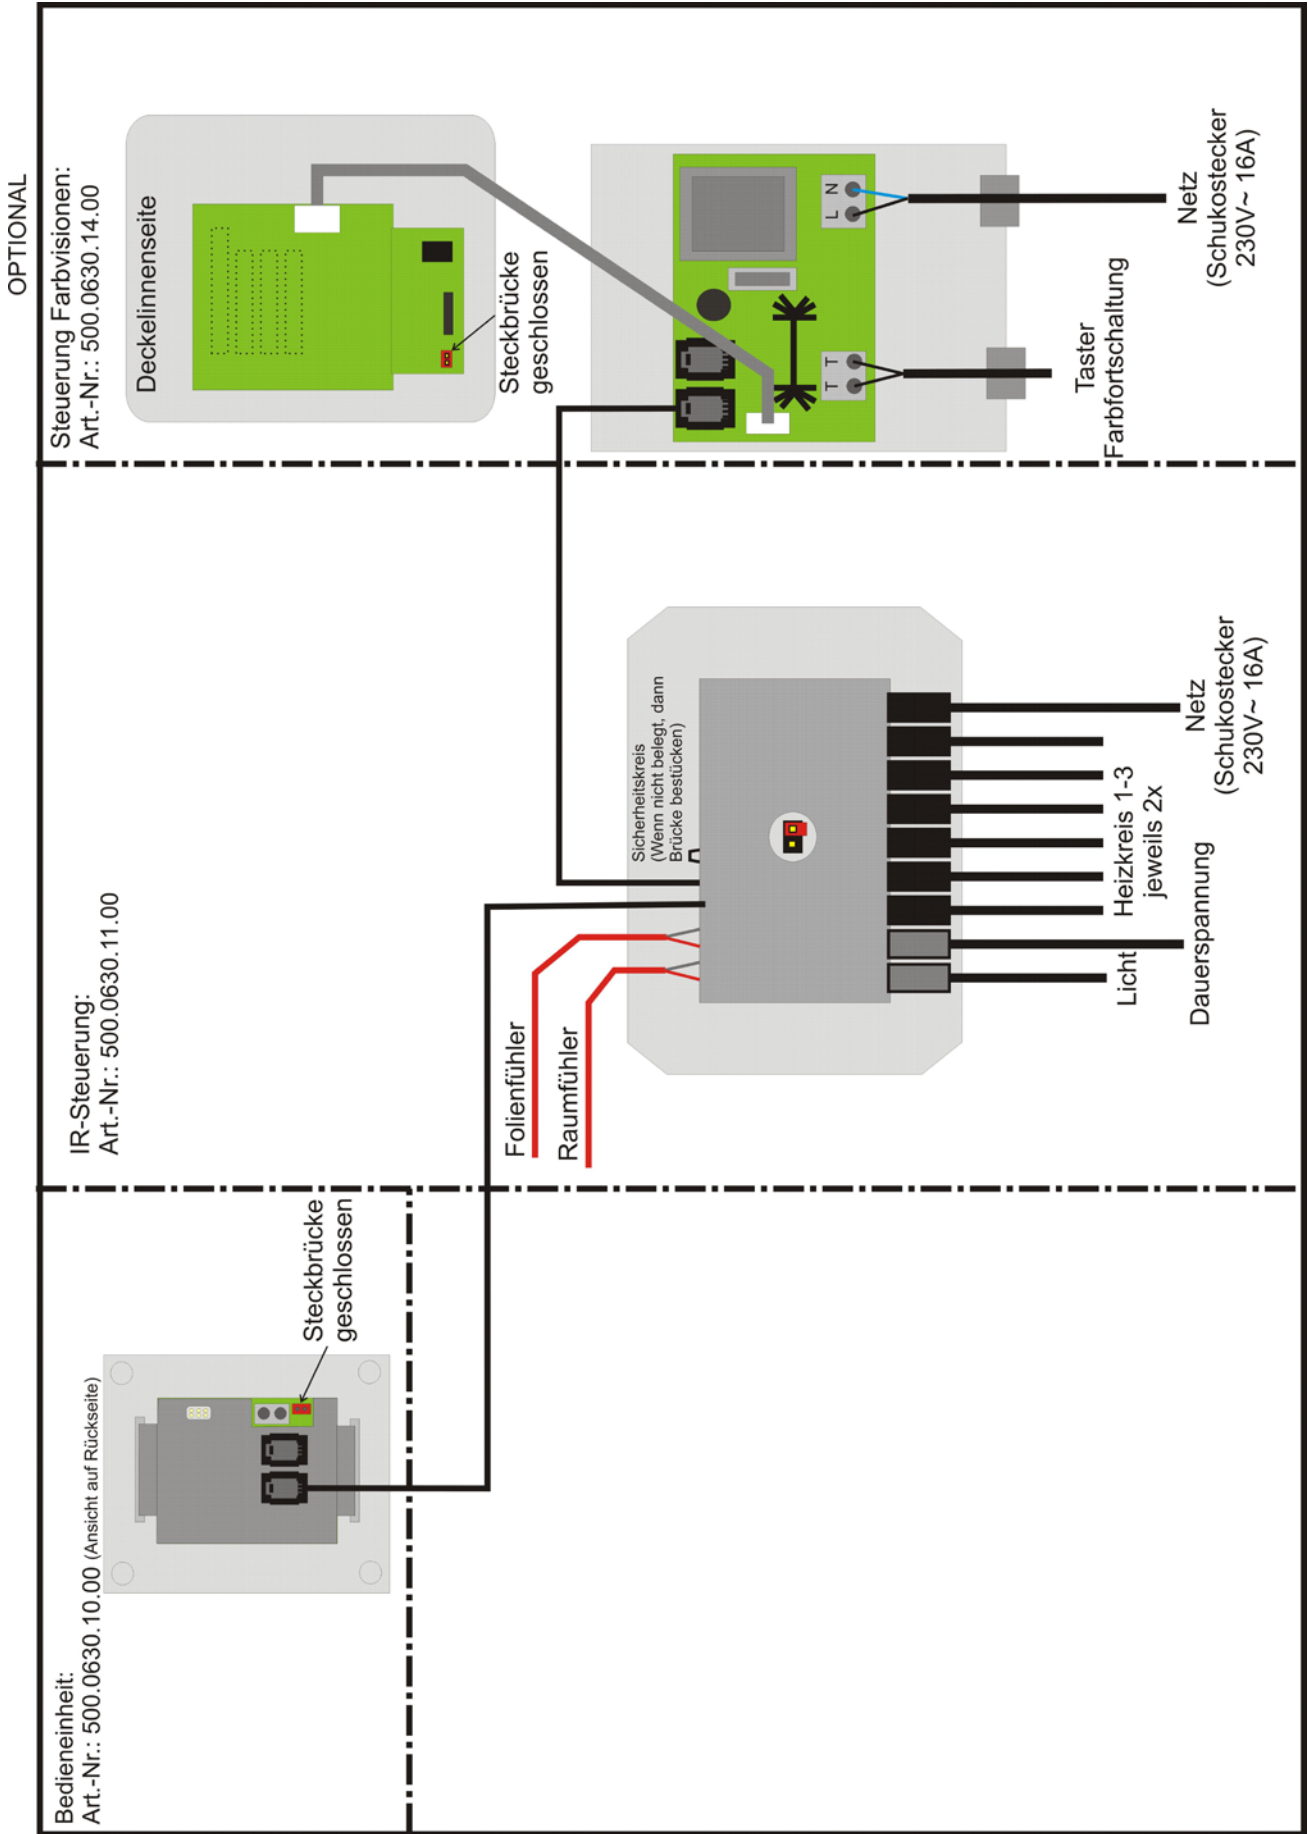 Bedieneinheit:
Art.-Nr.: 500.0630.10.00 (Ansicht auf Rückseite)
Steckbrücke
geschlossen
IR-Steuerung:
Art.-Nr.: 500.0630.11.00
Folienfühler
Raumfühler
Sicherheitskreis
(Wenn nicht belegt, dann
Brücke bestücken)
Licht
Dauerspannung
Heizkreis 1-3
jeweils 2x
Netz
(Schukostecker
230V~ 16A)
OPTIONAL
Steuerung Farbvisionen:
Art.-Nr.: 500.0630.14.00
Deckelinnenseite
Steckbrücke
geschlossen
T T
L N
Taster
Farbfortschaltung
Netz
(Schukostecker
230V~ 16A)